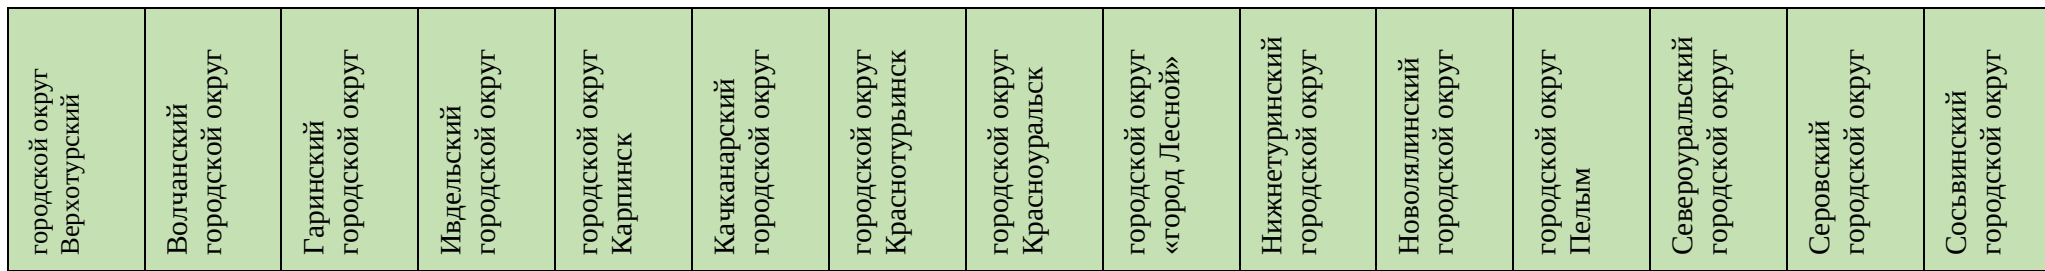 городской округ
Верхотурский
Волчанский
городской округ
Гаринский
городской округ
Ивдельский
городской округ
городской округ
Карпинск
Качканарский
городской округ
городской округ
Краснотурьинск
городской округ
Красноуральск
городской округ
«город Лесной»
Нижнетуринский
городской округ
Новолялинский
городской округ
городской округ
Пелым
Североуральский
городской округ
Серовский
городской округ
Сосьвинский
городской округ